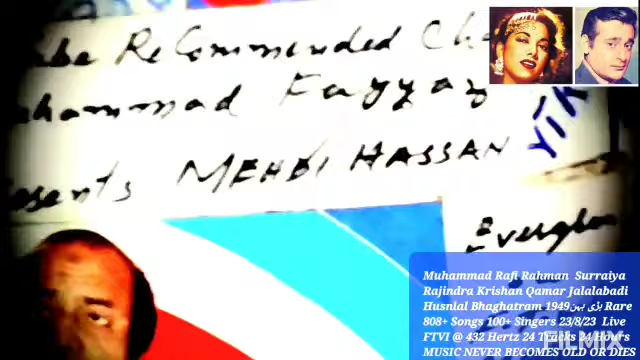 Recommended
Muhammad Fayyaz
MEHDI HASSAN
Muhammad Rafi Rahman Surraiya
Rajindra Krishan Qamar Jalalabadi
Husnlal Bhaghatram 1949 بڑی بہن Rare
808+ Songs 100+ Singers 23/8/23 Live
FTVI @ 432 Hertz 24 Tracks 24 Hours
MUSIC NEVER BECOMES OLD OR DIES
FILMIX